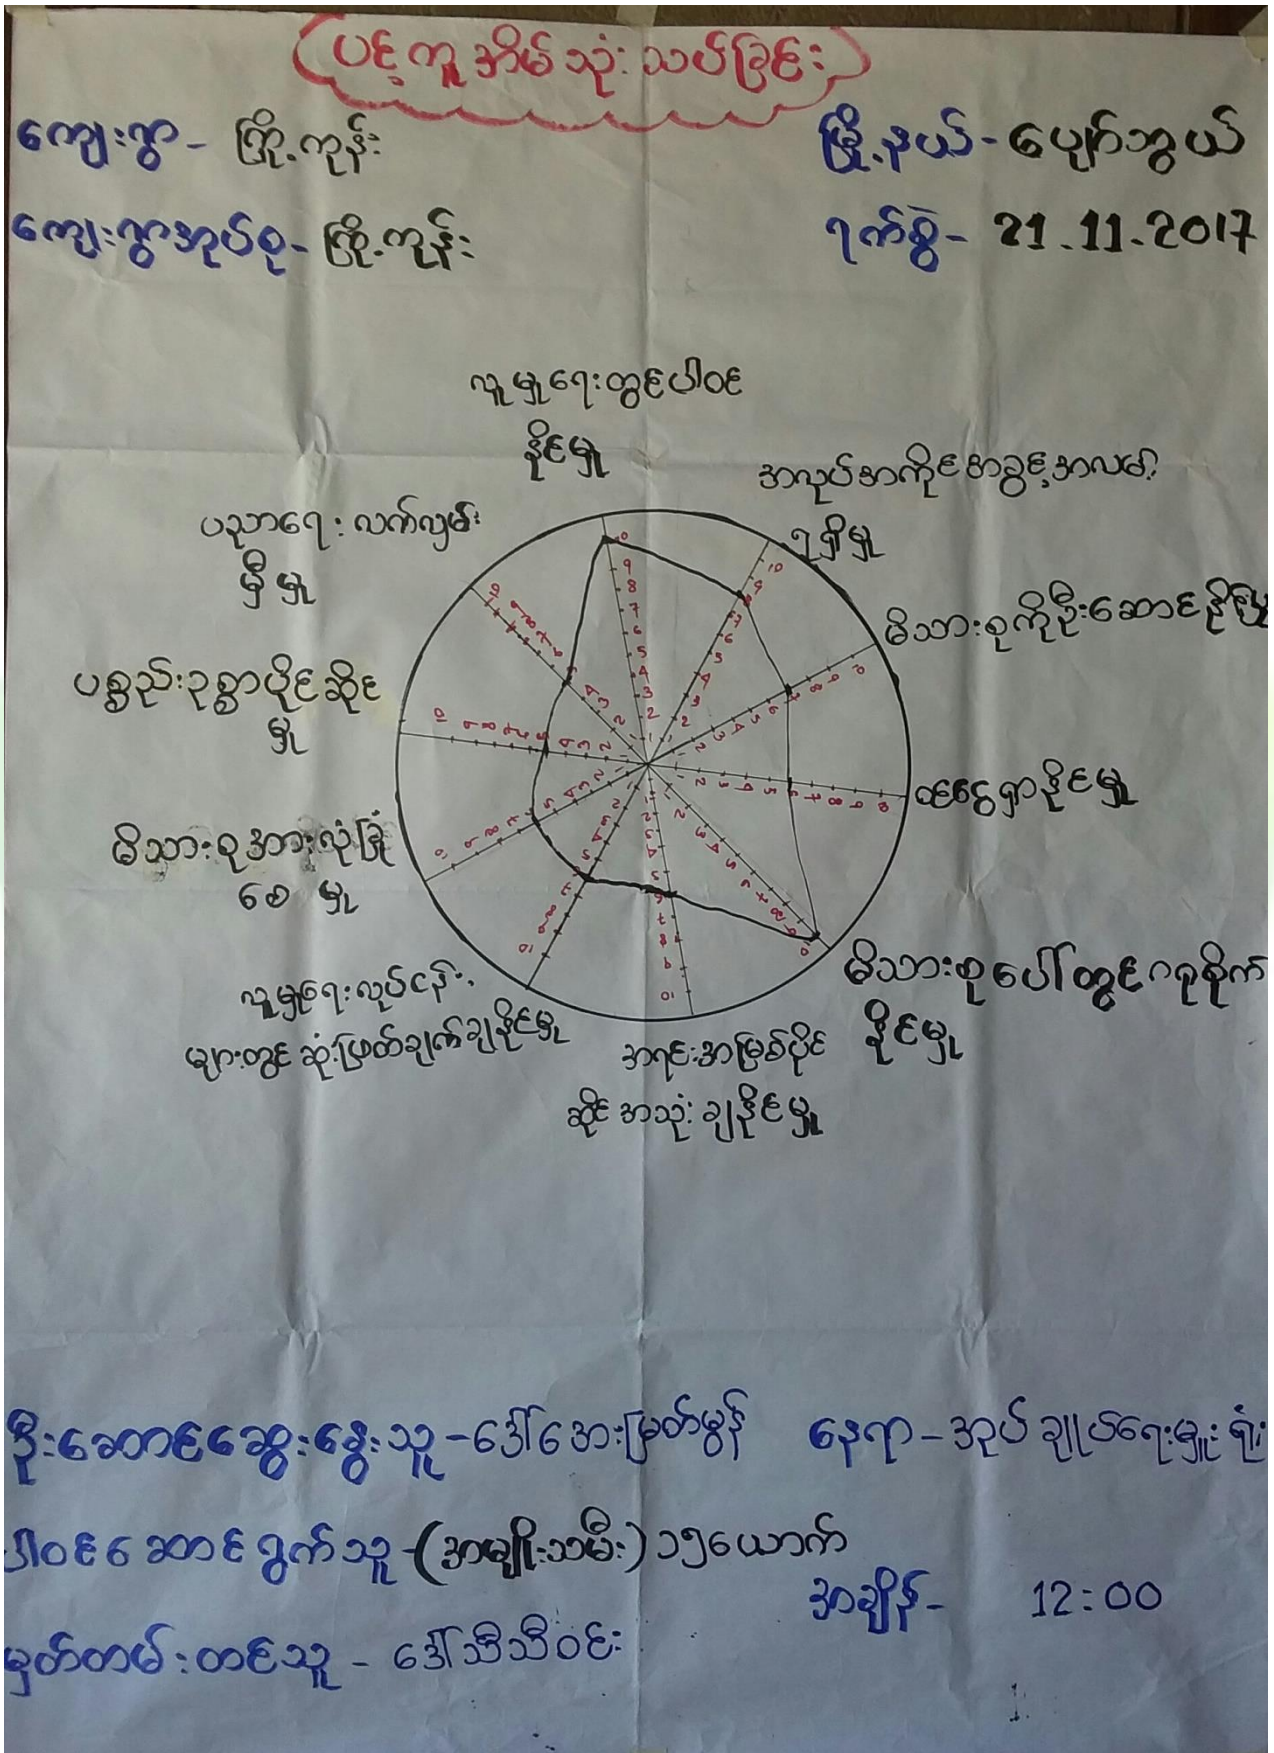 ပင့်ကူအိမ်သုံးသပ်ခြင်း
ကျေးရွာ - ကြို့ကုန်း
မြို့နယ် - ပျော်ဘွယ်
ကျေးရွာအုပ်စု - ကြို့ကုန်း
ရက်စွဲ - 21.11.2017
လူမှုရေးတွင်ပါဝင်
နိုင်မှု
အလုပ်အကိုင်အခွင့်အလမ်း
ရရှိမှု
ပညာရေးလက်လှမ်း
မှီမှု
မိသားစုကိုဦးဆောင်နိုင်မှု
ပစ္စည်းဥစ္စာပိုင်ဆိုင်
မှု
ဝင်ငွေရှာနိုင်မှု
မိသားစုအားလုံခြုံ
စေမှု
မိသားစုပေါ်တွင်ဂရုစိုက်
နိုင်မှု
လူမှုရေးလုပ်ငန်း
များတွင် ဆုံးဖြတ်ချက်ချနိုင်မှု
အရင်းအမြစ်ပိုင်
ဆိုင်အသုံးချနိုင်မှု
ဦးဆောင်ဆွေးနွေးသူ - ဒေါ်အေးမြတ်မွန်
နေရာ - အုပ်ချုပ်ရေးမှူးရုံး
ပါဝင်ဆောင်ရွက်သူ - (အမျိုးသမီး) ၁၅ယောက်
အချိန် - 12:00
မှတ်တမ်းတင်သူ - ဒေါ်သီသီဝင်း